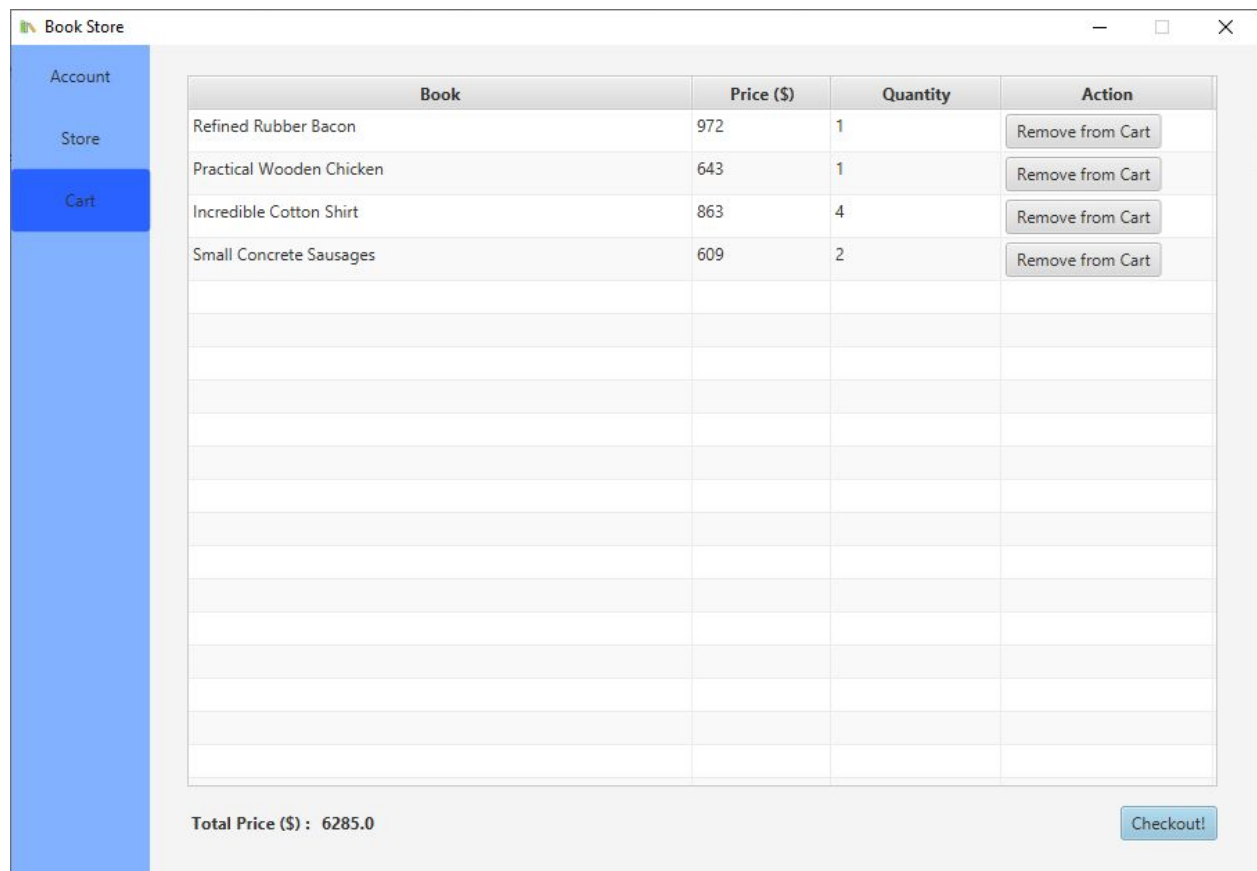 Book Store
Account
Store
Cart
Book Price ($) Quantity Action
Refined Rubber Bacon 972 1 Remove from Cart
Practical Wooden Chicken 643 1 Remove from Cart
Incredible Cotton Shirt 863 4 Remove from Cart
Small Concrete Sausages 609 2 Remove from Cart
Total Price ($) : 6285.0 Checkout!